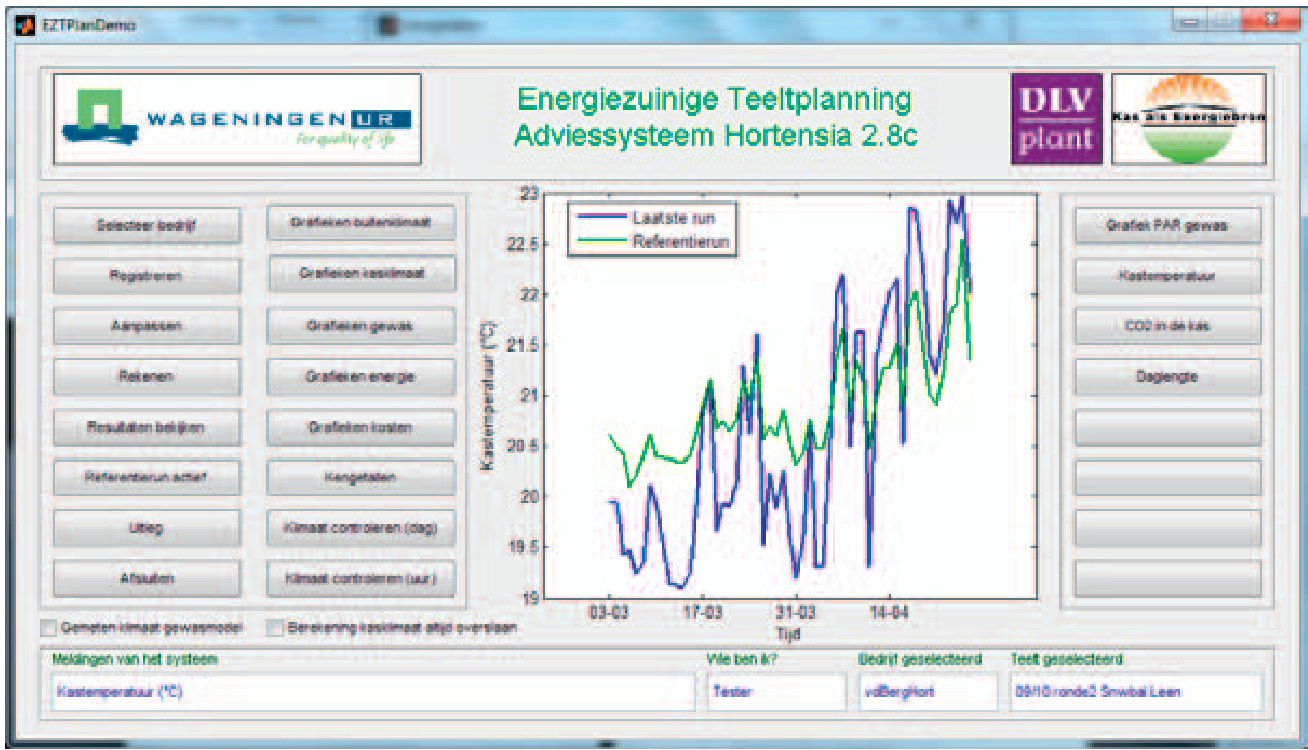 EZTPlanDemo
WAGENINGEN UR
For quality of life
Energiezuinige Teeltplanning
Adviessysteem Hortensia 2.8c
DLV
plant
Kas als Energiebron
Selecteer bedrijf
Registreren
Aanpassen
Rekenen
Resultaten bekijken
Referentierun actief
Uitleg
Afsluiten
Grafieken buitenklimaat
Grafieken kasklimaat
Grafieken gewas
Grafieken energie
Grafieken kosten
Kengetallen
Klimaat controleren (dag)
Klimaat controleren (uur)
Laatste run
Referentierun
Kastemperatuur (°C)
23
22.5
22
21.5
21
20.5
20
19.5
19
03-03
17-03
31-03
14-04
Tijd
Grafiek PAR gewas
Kastemperatuur
CO2 in de kas
Daglengte
Gemeten klimaat gewasmodel
Berekening kasklimaat altijd overslaan
Meldingen van het systeem
Kastemperatuur (°C)
Wie ben ik?
Tester
Bedrijf geselecteerd
vdBergHort
Teelt geselecteerd
09/10 ronde2 Snwbal Leen